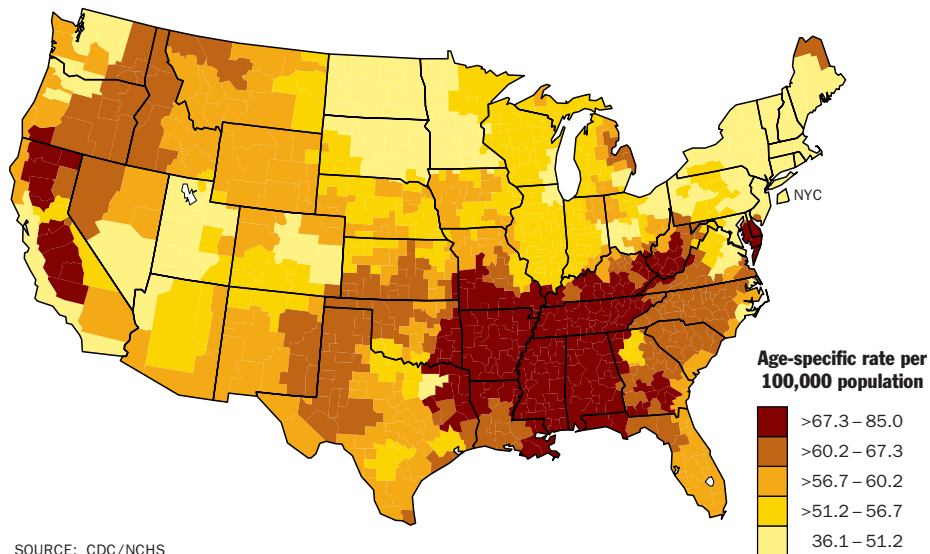 NYC
Age-specific rate per
100,000 population
>67.3 – 85.0
>60.2 – 67.3
>56.7 – 60.2
>51.2 – 56.7
36.1 – 51.2
SOURCE: CDC/NCHS